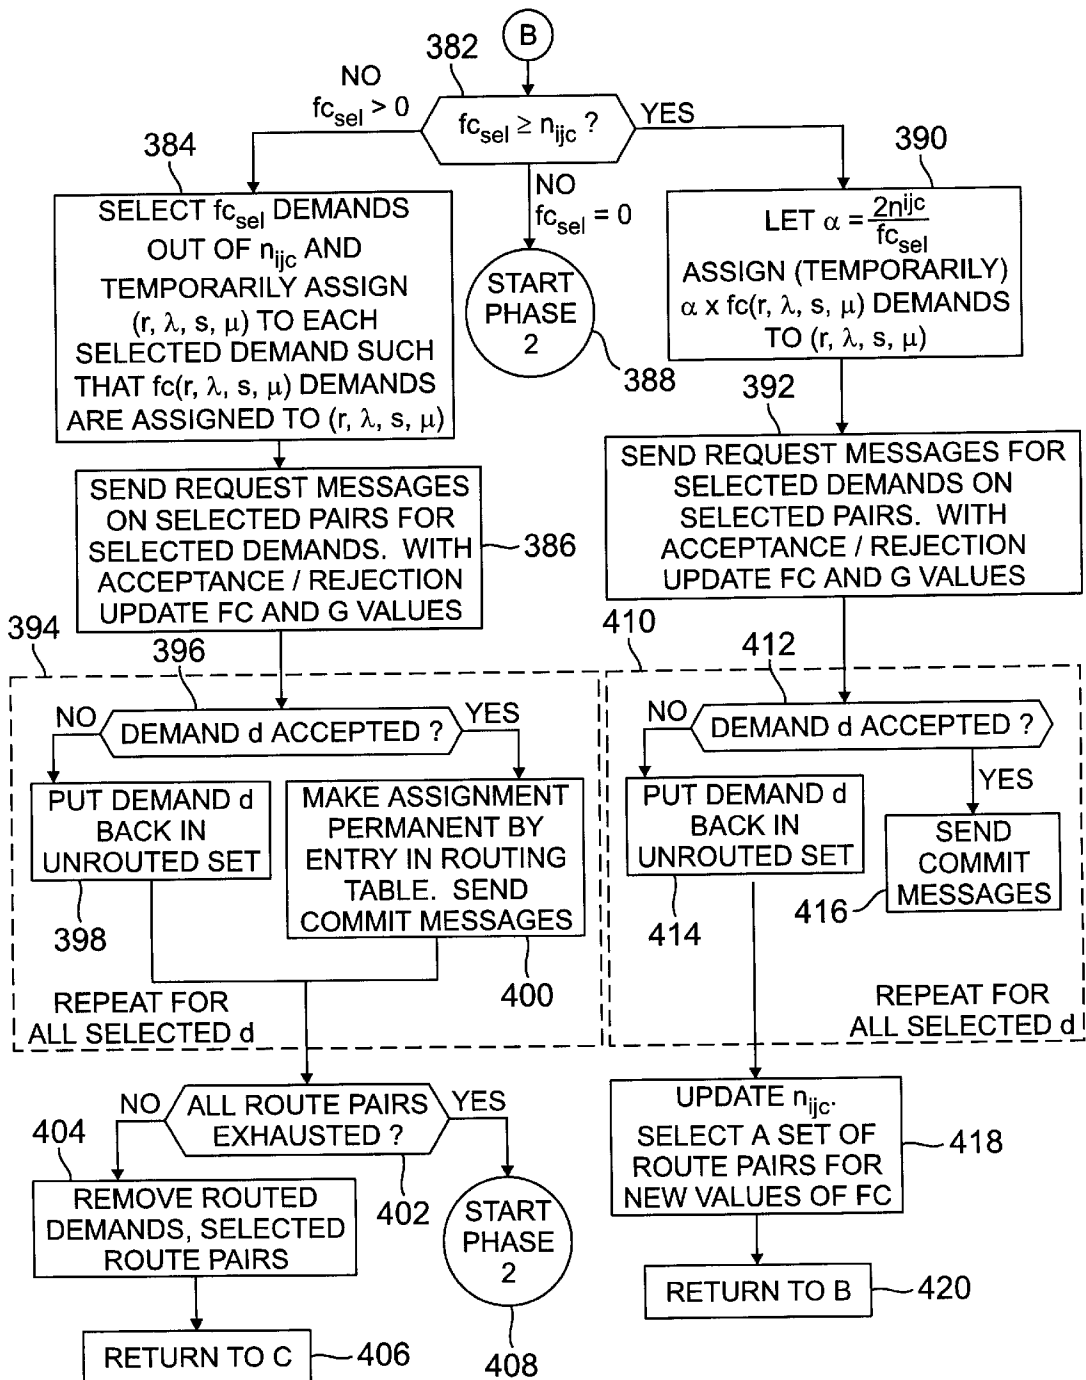 B
382
NO
fc_sel > 0
fc_sel ≥ n_ijc ?
YES
384
SELECT fc_sel DEMANDS
OUT OF n_ijc AND
TEMPORARILY ASSIGN
(r, λ, s, μ) TO EACH
SELECTED DEMAND SUCH
THAT fc(r, λ, s, μ) DEMANDS
ARE ASSIGNED TO (r, λ, s, μ)
NO
fc_sel = 0
START
PHASE
2
388
390
LET α = 2n^ijc / fc_sel
ASSIGN (TEMPORARILY)
α x fc(r, λ, s, μ) DEMANDS
TO (r, λ, s, μ)
SEND REQUEST MESSAGES
ON SELECTED PAIRS FOR
SELECTED DEMANDS. WITH
ACCEPTANCE / REJECTION
UPDATE FC AND G VALUES
386
392
SEND REQUEST MESSAGES FOR
SELECTED DEMANDS ON
SELECTED PAIRS. WITH
ACCEPTANCE / REJECTION
UPDATE FC AND G VALUES
394
396
NO
DEMAND d ACCEPTED ?
YES
PUT DEMAND d
BACK IN
UNROUTED SET
398
MAKE ASSIGNMENT
PERMANENT BY
ENTRY IN ROUTING
TABLE. SEND
COMMIT MESSAGES
400
REPEAT FOR
ALL SELECTED d
410
412
NO
DEMAND d ACCEPTED ?
YES
PUT DEMAND d
BACK IN
UNROUTED SET
414
SEND
COMMIT
MESSAGES
416
REPEAT FOR
ALL SELECTED d
NO
ALL ROUTE PAIRS
EXHAUSTED ?
YES
402
404
REMOVE ROUTED
DEMANDS, SELECTED
ROUTE PAIRS
START
PHASE
2
408
RETURN TO C
406
UPDATE n_ijc.
SELECT A SET OF
ROUTE PAIRS FOR
NEW VALUES OF FC
418
RETURN TO B
420